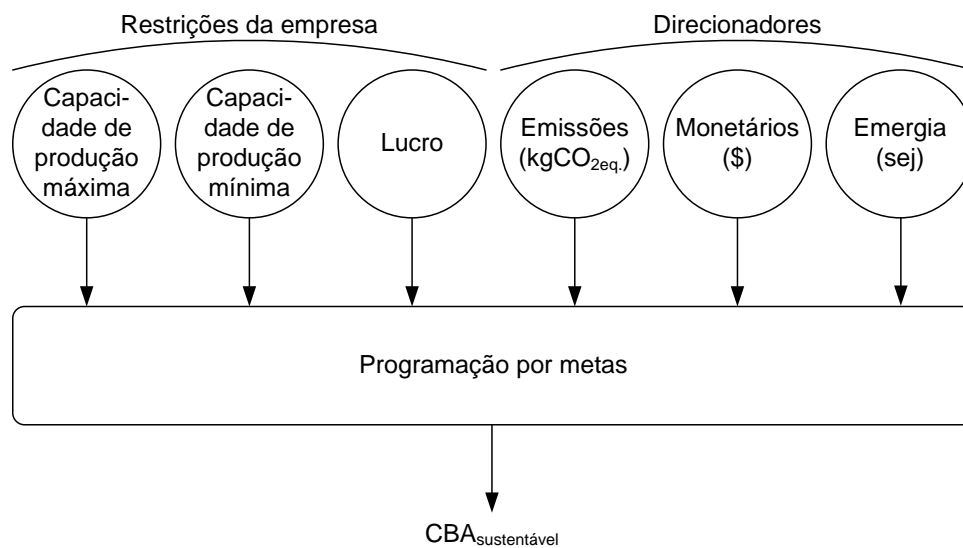 Restrições da empresa
Direcionadores
Capaci-
dade de
produção
máxima
Capaci-
dade de
produção
mínima
Lucro
Emissões
(kgCO2eq.)
Monetários
($)
Emergia
(sej)
Programação por metas
CBAsustentável